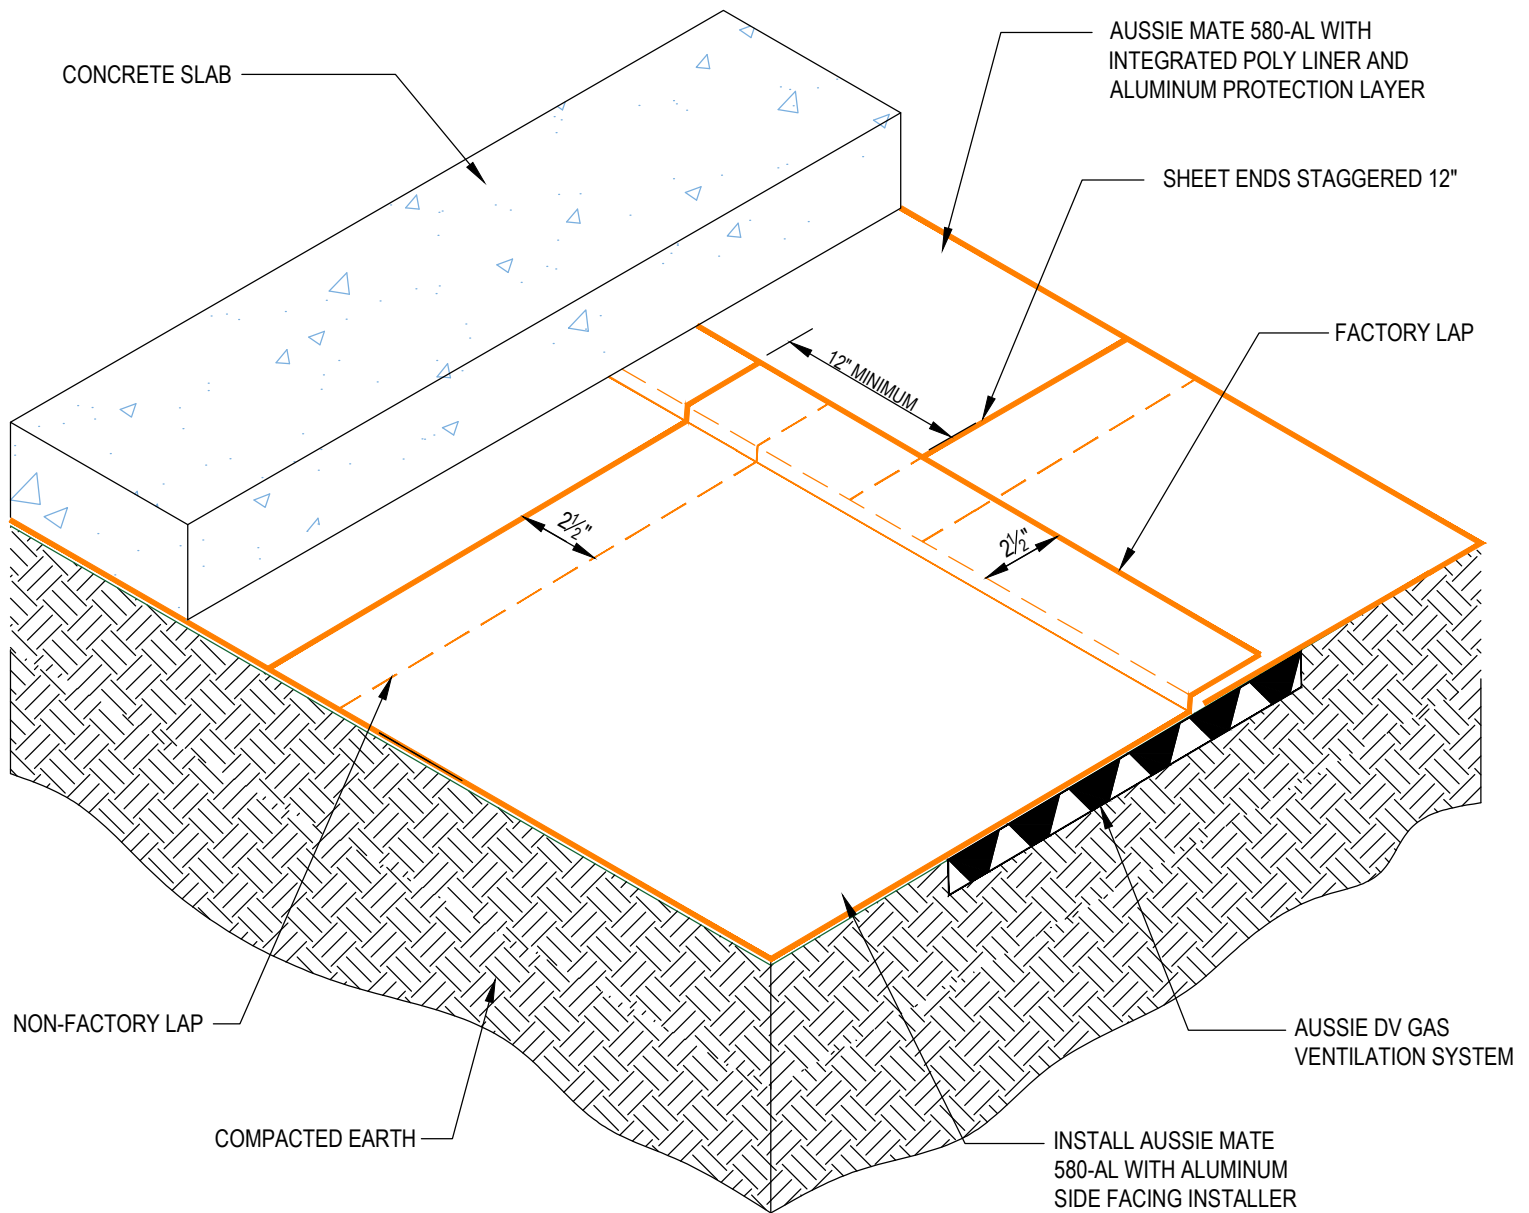 AUSSIE MATE 580-AL WITH
INTEGRATED POLY LINER AND
ALUMINUM PROTECTION LAYER
CONCRETE SLAB
SHEET ENDS STAGGERED 12"
FACTORY LAP
12" MINIMUM
2½"
2½"
NON-FACTORY LAP
AUSSIE DV GAS
VENTILATION SYSTEM
COMPACTED EARTH
INSTALL AUSSIE MATE
580-AL WITH ALUMINUM
SIDE FACING INSTALLER